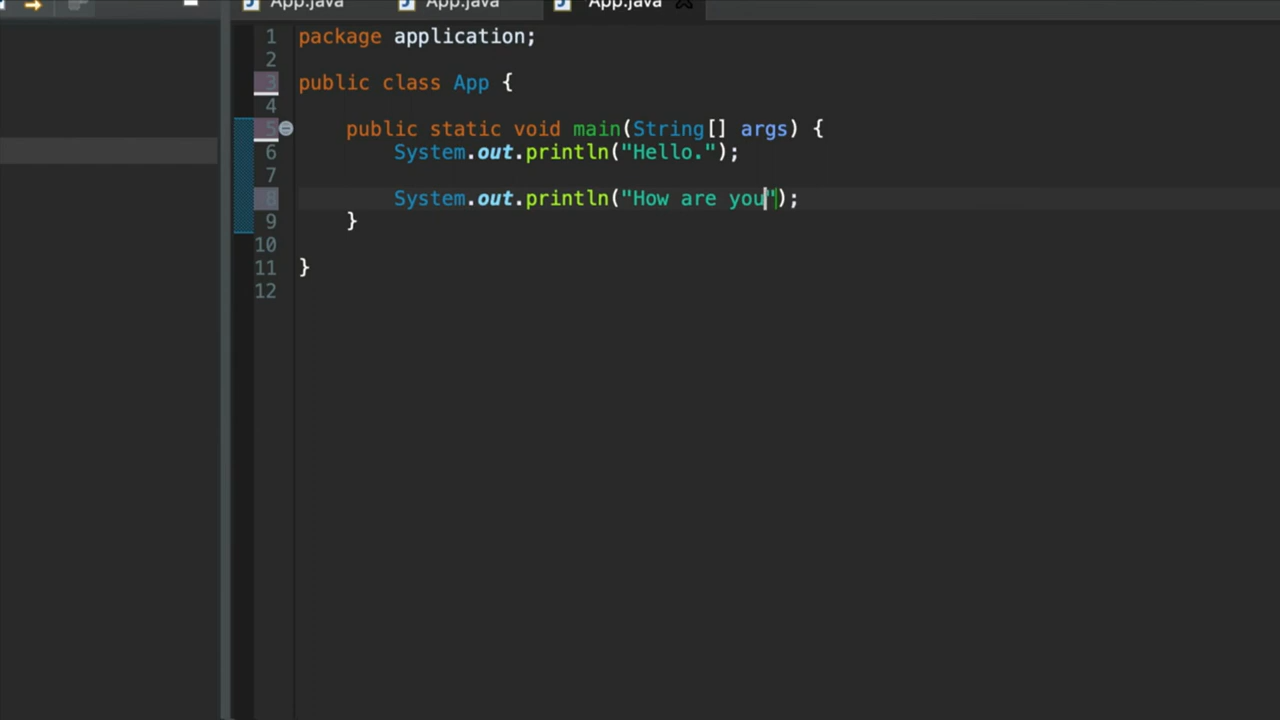 App.java App.java *App.java
1 package application;
2
3 public class App {
4
5 public static void main(String[] args) {
6 System.out.println("Hello.");
7
8 System.out.println("How are you");
9 }
10
11 }
12